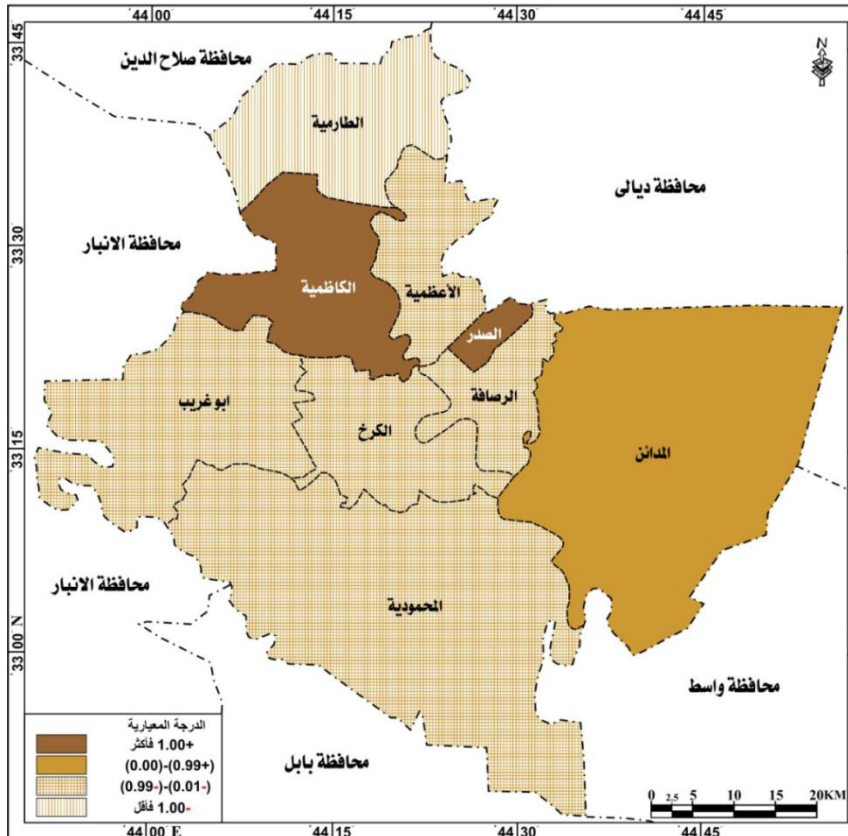 44 00
44 15
44 30
44 45
33 45
محافظة صلاح الدين
N
الطارمية
محافظة ديالى
33 30
محافظة الانبار
الكاظمية
الأعظمية
الصدر
ابوغريب
الرصافة
الكرخ
33 15
المدائن
محافظة الانبار
المحمودية
33 00 N
محافظة واسط
محافظة بابل
الدرجة المعيارية
+1.00 فأكثر
(+0.99)-(0.00)
(-0.01)-(-0.99)
-1.00 فأقل
0 2.5 5 10 15 20KM
44 00 E
44 15
44 30
44 45